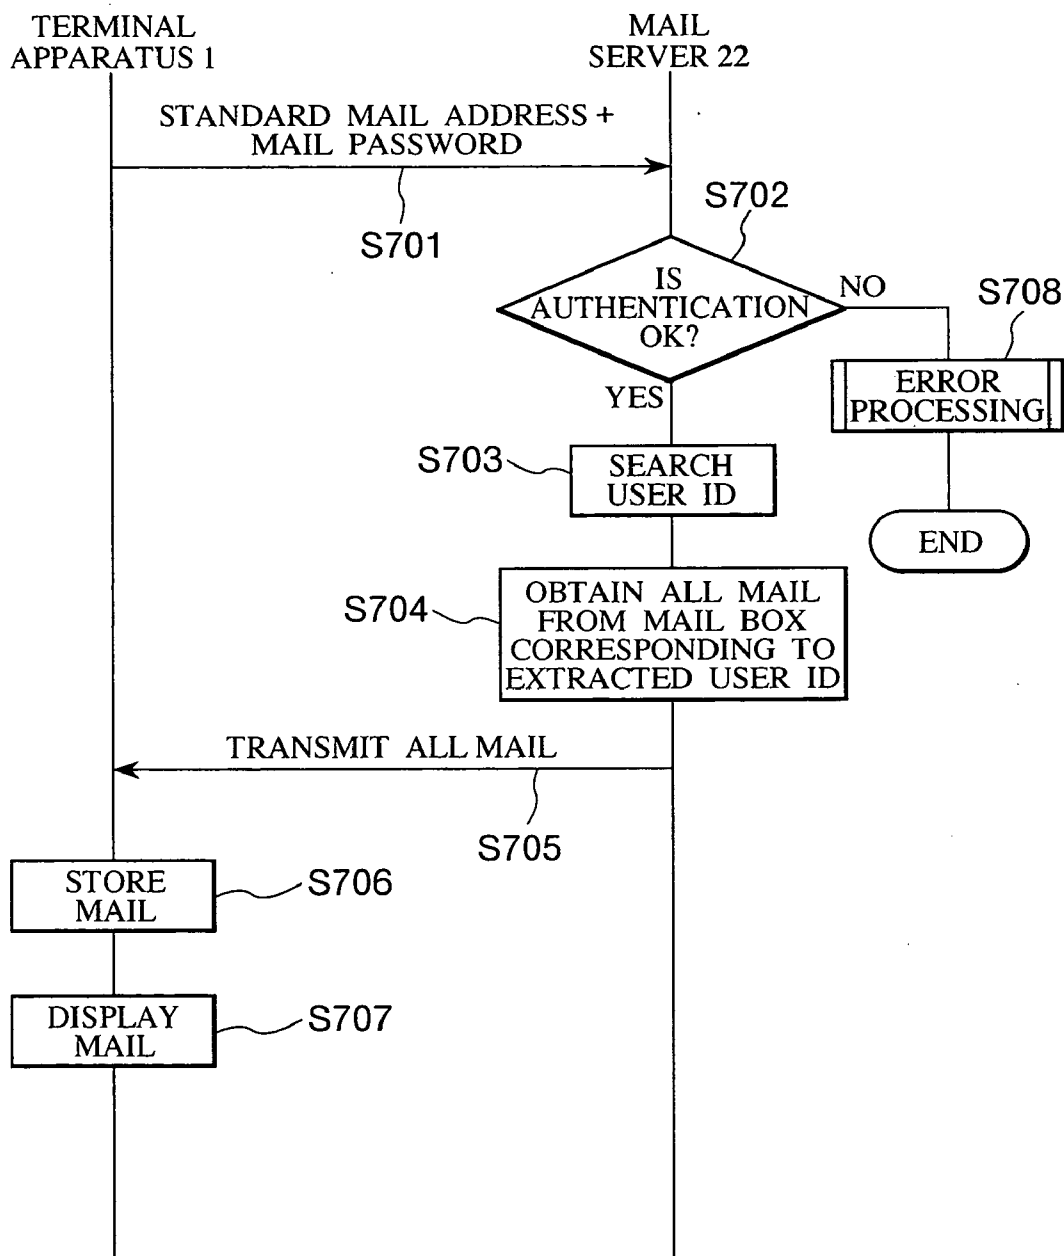 TERMINAL
APPARATUS 1
MAIL
SERVER 22
STANDARD MAIL ADDRESS +
MAIL PASSWORD
S701
S702
IS
AUTHENTICATION
OK?
NO
YES
S708
ERROR
PROCESSING
END
S703
SEARCH
USER ID
S704
OBTAIN ALL MAIL
FROM MAIL BOX
CORRESPONDING TO
EXTRACTED USER ID
TRANSMIT ALL MAIL
S705
STORE
MAIL
S706
DISPLAY
MAIL
S707